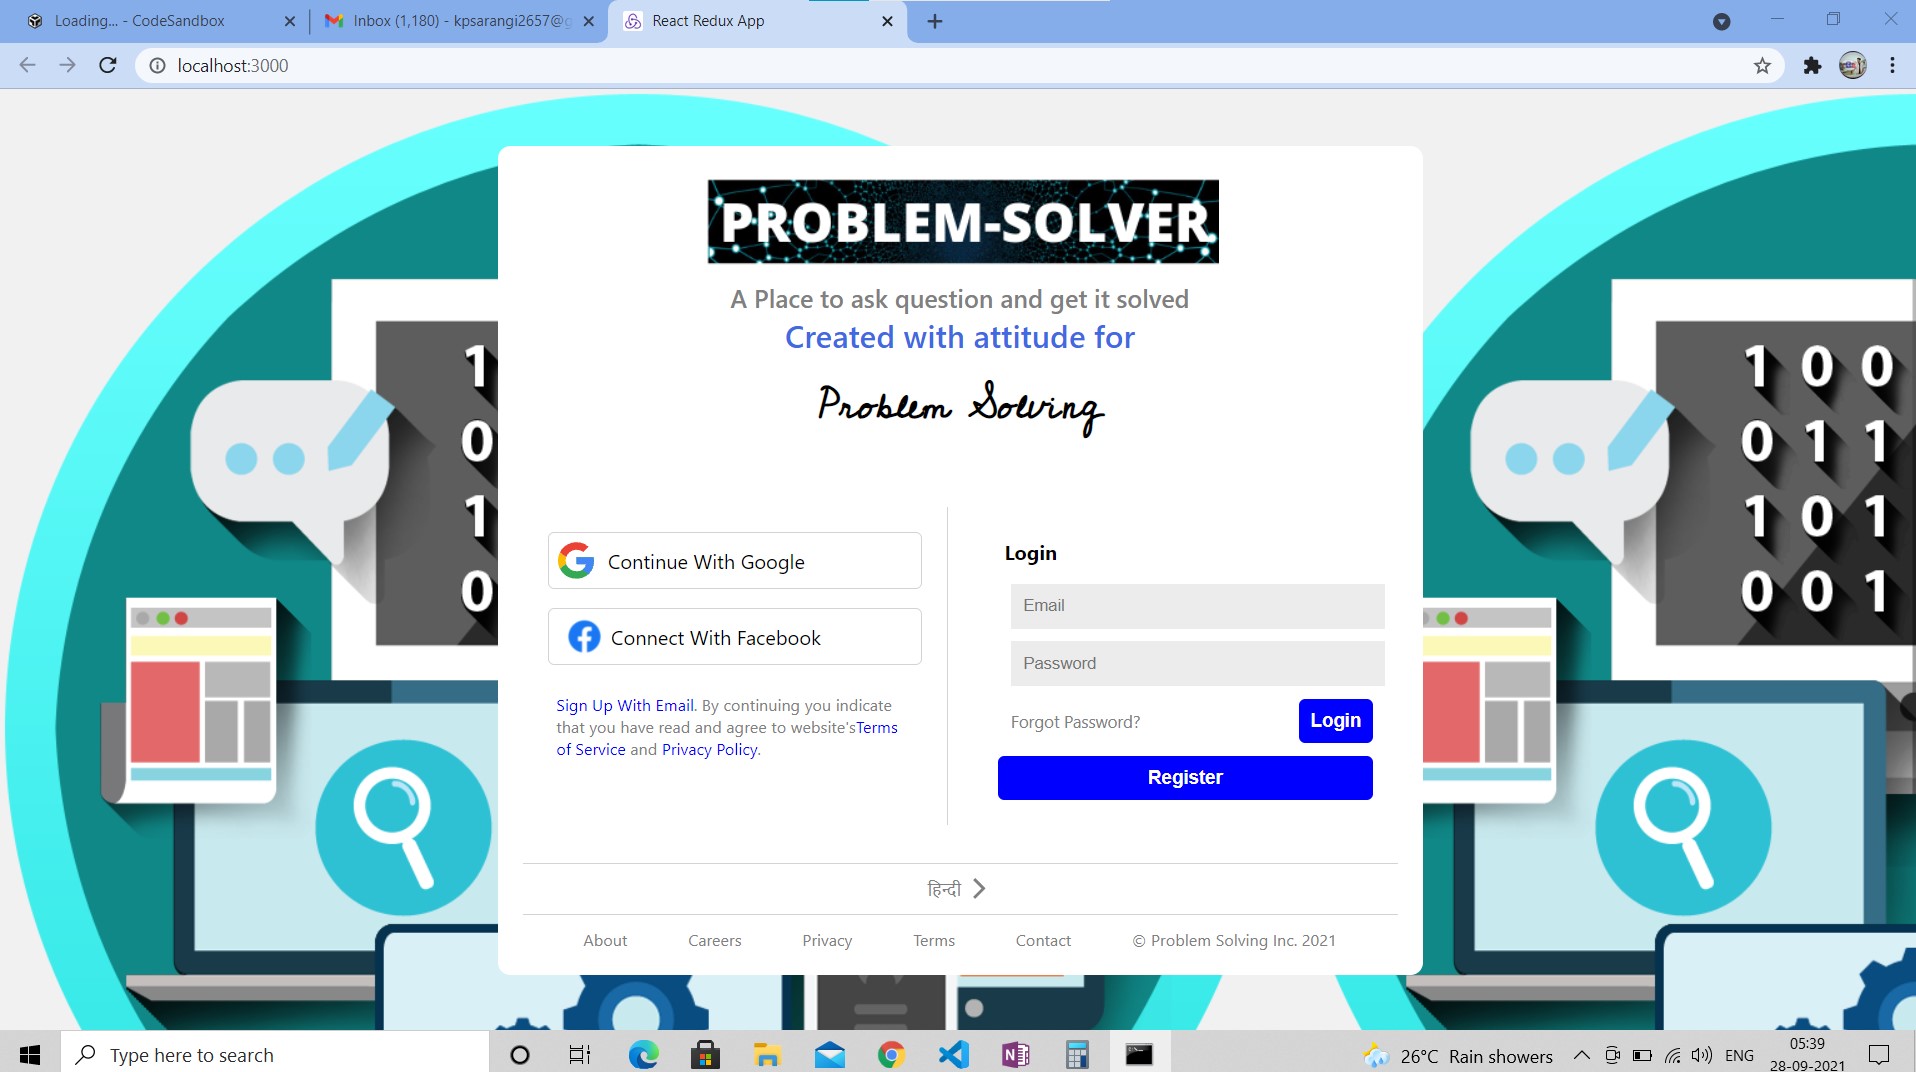 Loading... - CodeSandbox
Inbox (1,180) - kpsarangi2657@g
React Redux App
localhost:3000
PROBLEM-SOLVER
A Place to ask question and get it solved
Created with attitude for
Problem Solving
1
0
1
0
1 0 0
0 1 1
1 0 1
0 0 1
Continue With Google
Connect With Facebook
Sign Up With Email. By continuing you indicate
that you have read and agree to website'sTerms
of Service and Privacy Policy.
Login
Email
Password
Forgot Password?
Login
Register
हिन्दी
About Careers Privacy Terms Contact © Problem Solving Inc. 2021
Type here to search
26°C Rain showers
ENG
05:39
28-09-2021